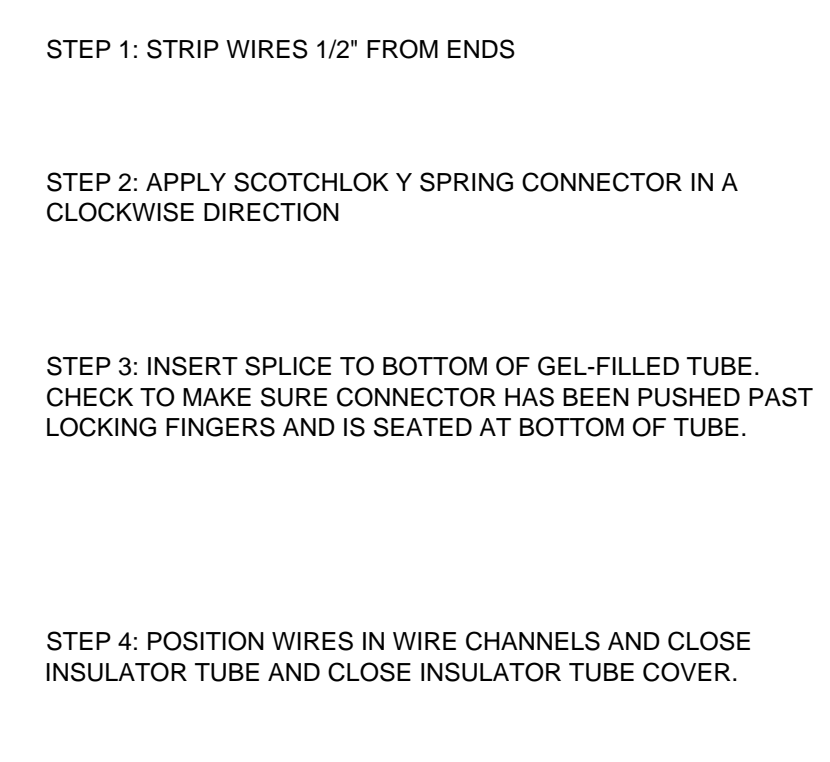 STEP 1: STRIP WIRES 1/2" FROM ENDS
STEP 2: APPLY SCOTCHLOK Y SPRING CONNECTOR IN A
CLOCKWISE DIRECTION
STEP 3: INSERT SPLICE TO BOTTOM OF GEL-FILLED TUBE.
CHECK TO MAKE SURE CONNECTOR HAS BEEN PUSHED PAST
LOCKING FINGERS AND IS SEATED AT BOTTOM OF TUBE.
STEP 4: POSITION WIRES IN WIRE CHANNELS AND CLOSE
INSULATOR TUBE AND CLOSE INSULATOR TUBE COVER.